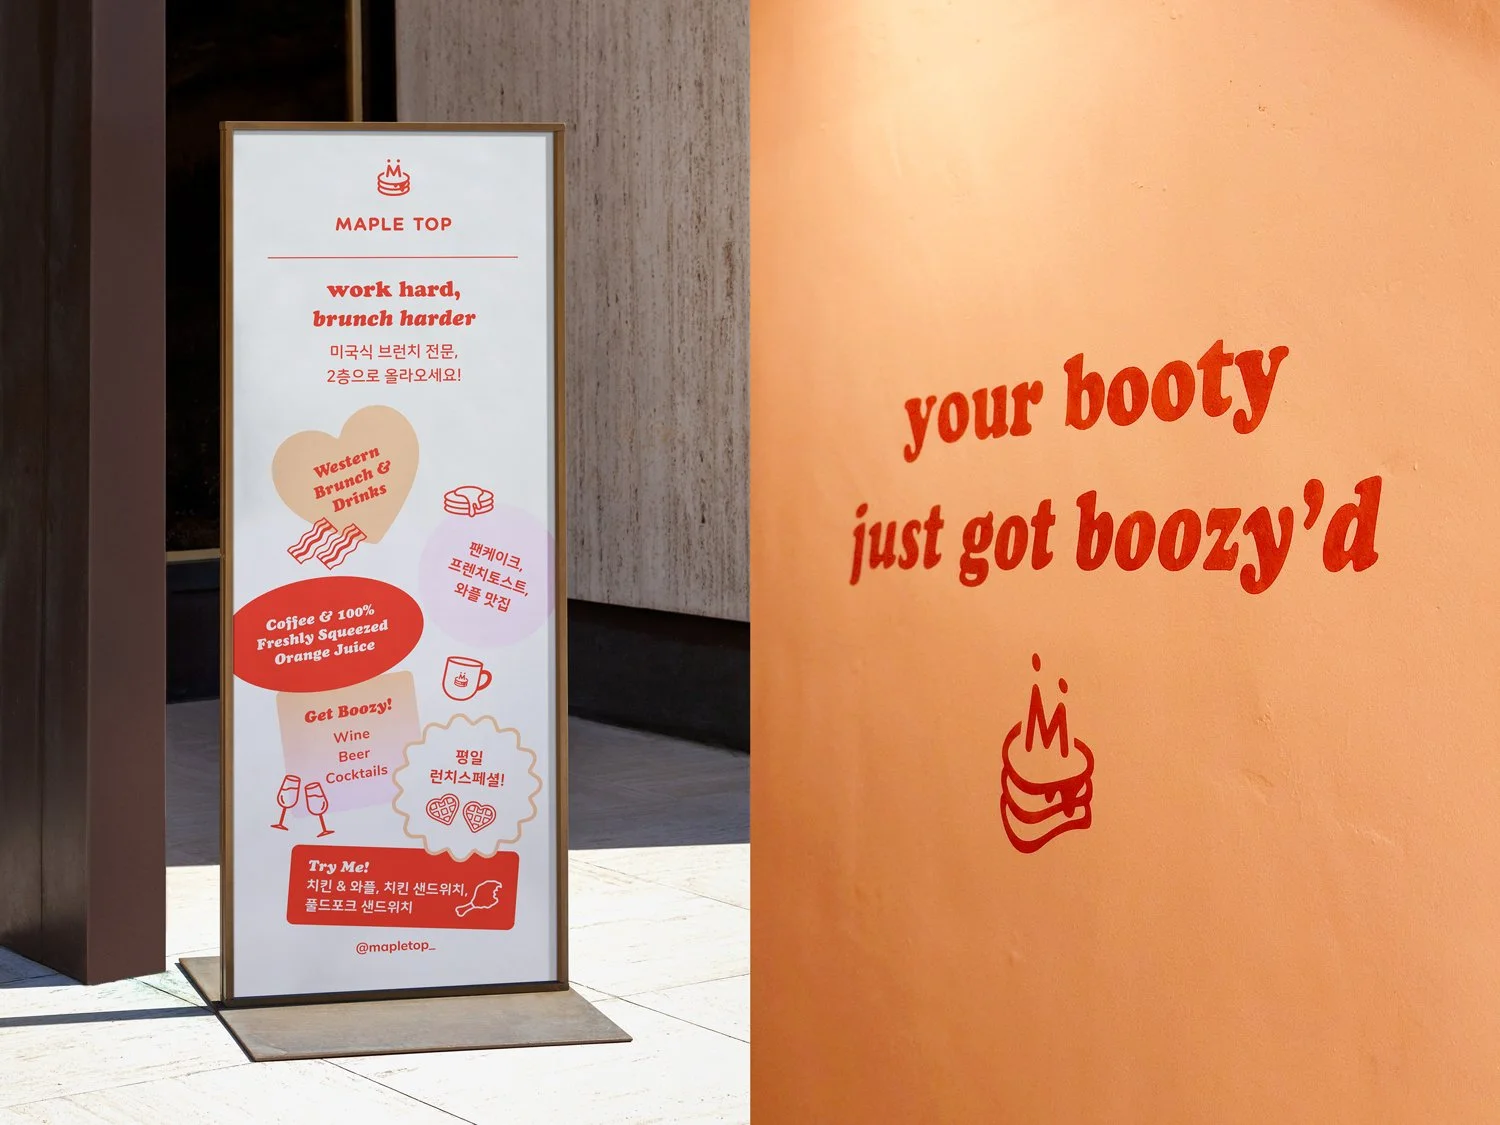 M
MAPLE TOP
work hard,
brunch harder
미국식 브런치 전문,
2층으로 올라오세요!
Western
Brunch &
Drinks
팬케이크,
프렌치토스트,
와플 맛집
Coffee & 100%
Freshly Squeezed
Orange Juice
M
Get Boozy!
Wine
Beer
Cocktails
평일
런치스페셜!
Try Me!
치킨 & 와플, 치킨 샌드위치,
풀드포크 샌드위치
@mapletop_
your booty
just got boozy’d
M